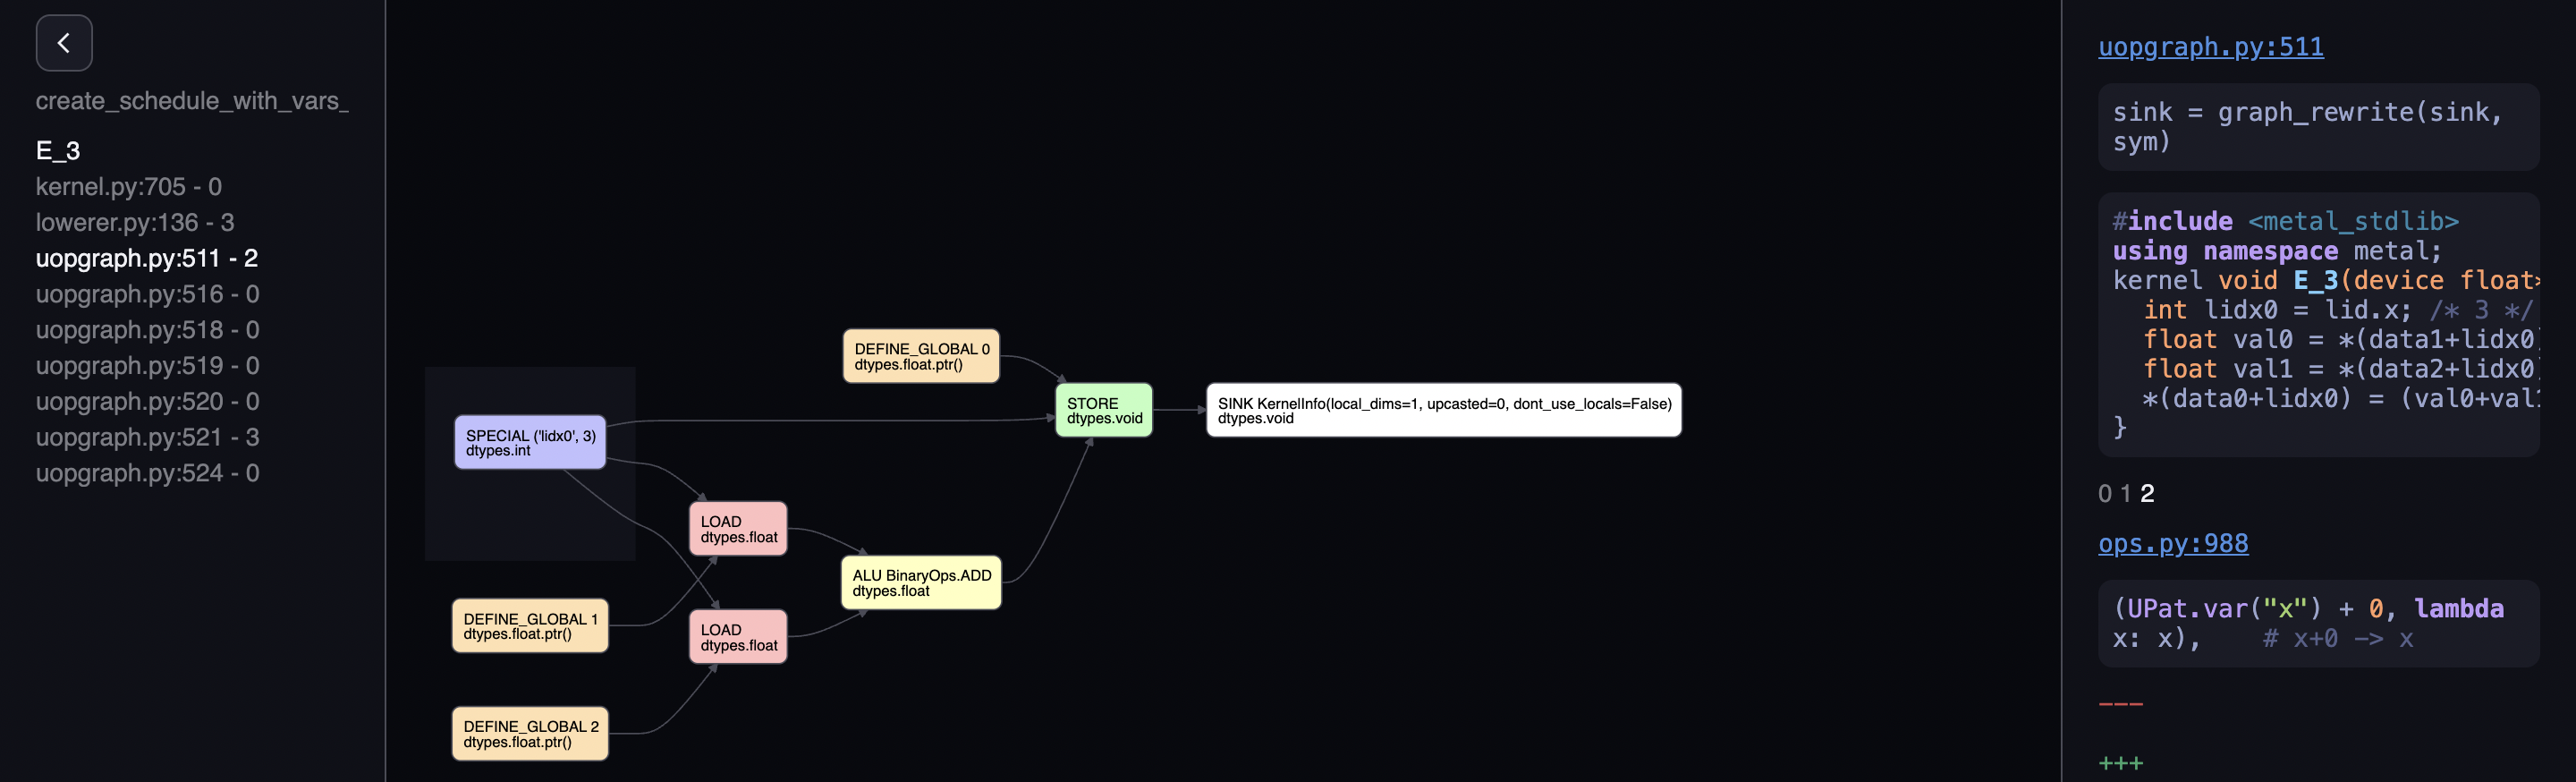 create_schedule_with_vars_
E_3
kernel.py:705 - 0
lowerer.py:136 - 3
uopgraph.py:511 - 2
uopgraph.py:516 - 0
uopgraph.py:518 - 0
uopgraph.py:519 - 0
uopgraph.py:520 - 0
uopgraph.py:521 - 3
uopgraph.py:524 - 0
DEFINE_GLOBAL 0
dtypes.float.ptr()
STORE
dtypes.void
SINK KernelInfo(local_dims=1, upcasted=0, dont_use_locals=False)
dtypes.void
SPECIAL ('lidx0', 3)
dtypes.int
LOAD
dtypes.float
ALU BinaryOps.ADD
dtypes.float
DEFINE_GLOBAL 1
dtypes.float.ptr()
LOAD
dtypes.float
DEFINE_GLOBAL 2
dtypes.float.ptr()
uopgraph.py:511
sink = graph_rewrite(sink,
sym)
#include <metal_stdlib>
using namespace metal;
kernel void E_3(device float*
int lidx0 = lid.x; /* 3 */
float val0 = *(data1+lidx0)
float val1 = *(data2+lidx0)
*(data0+lidx0) = (val0+val1
}
0 1 2
ops.py:988
(UPat.var("x") + 0, lambda
x: x),    # x+0 -> x
---
+++